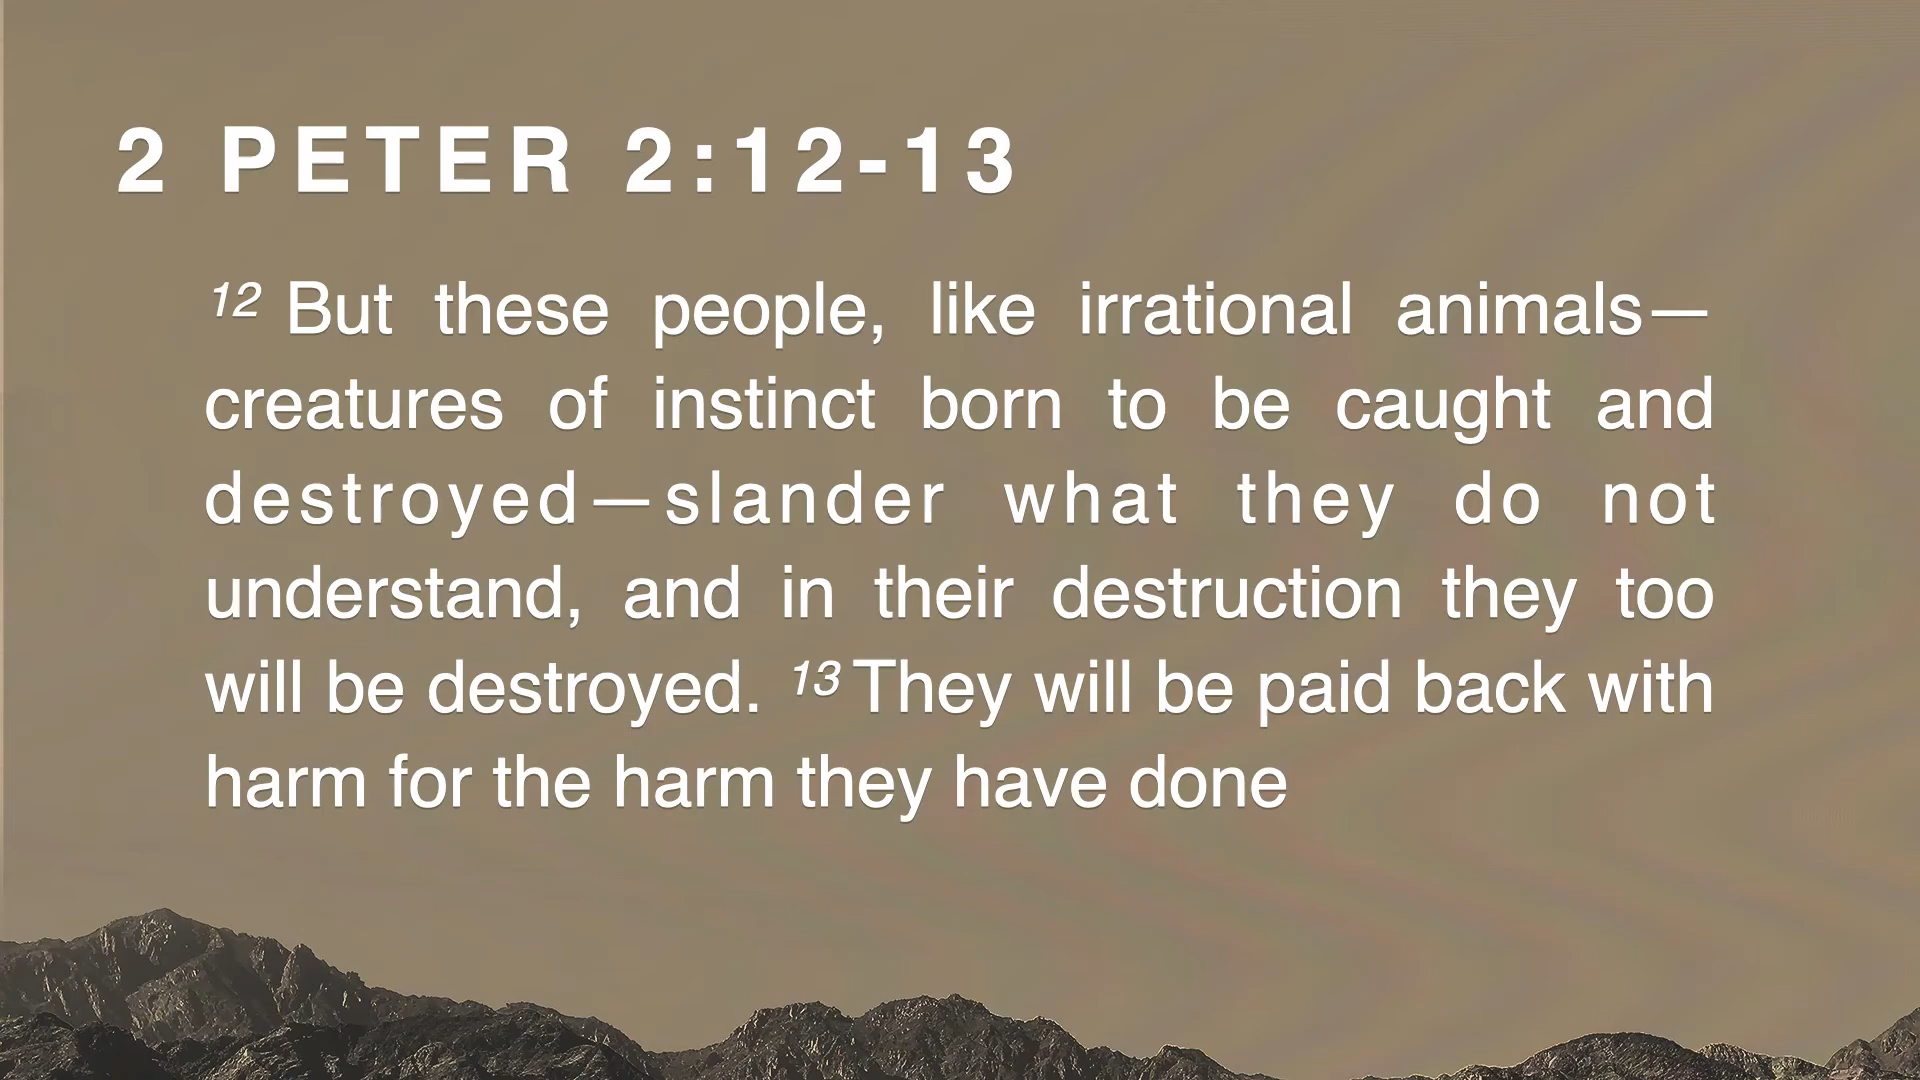 2 PETER 2:12-13
12 But these people, like irrational animals—
creatures of instinct born to be caught and
destroyed—slander what they do not
understand, and in their destruction they too
will be destroyed. 13 They will be paid back with
harm for the harm they have done